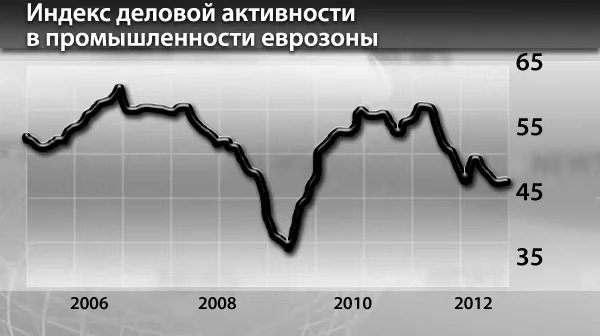 Индекс деловой активности
в промышленности еврозоны
65
55
45
35
2006 2008 2010 2012